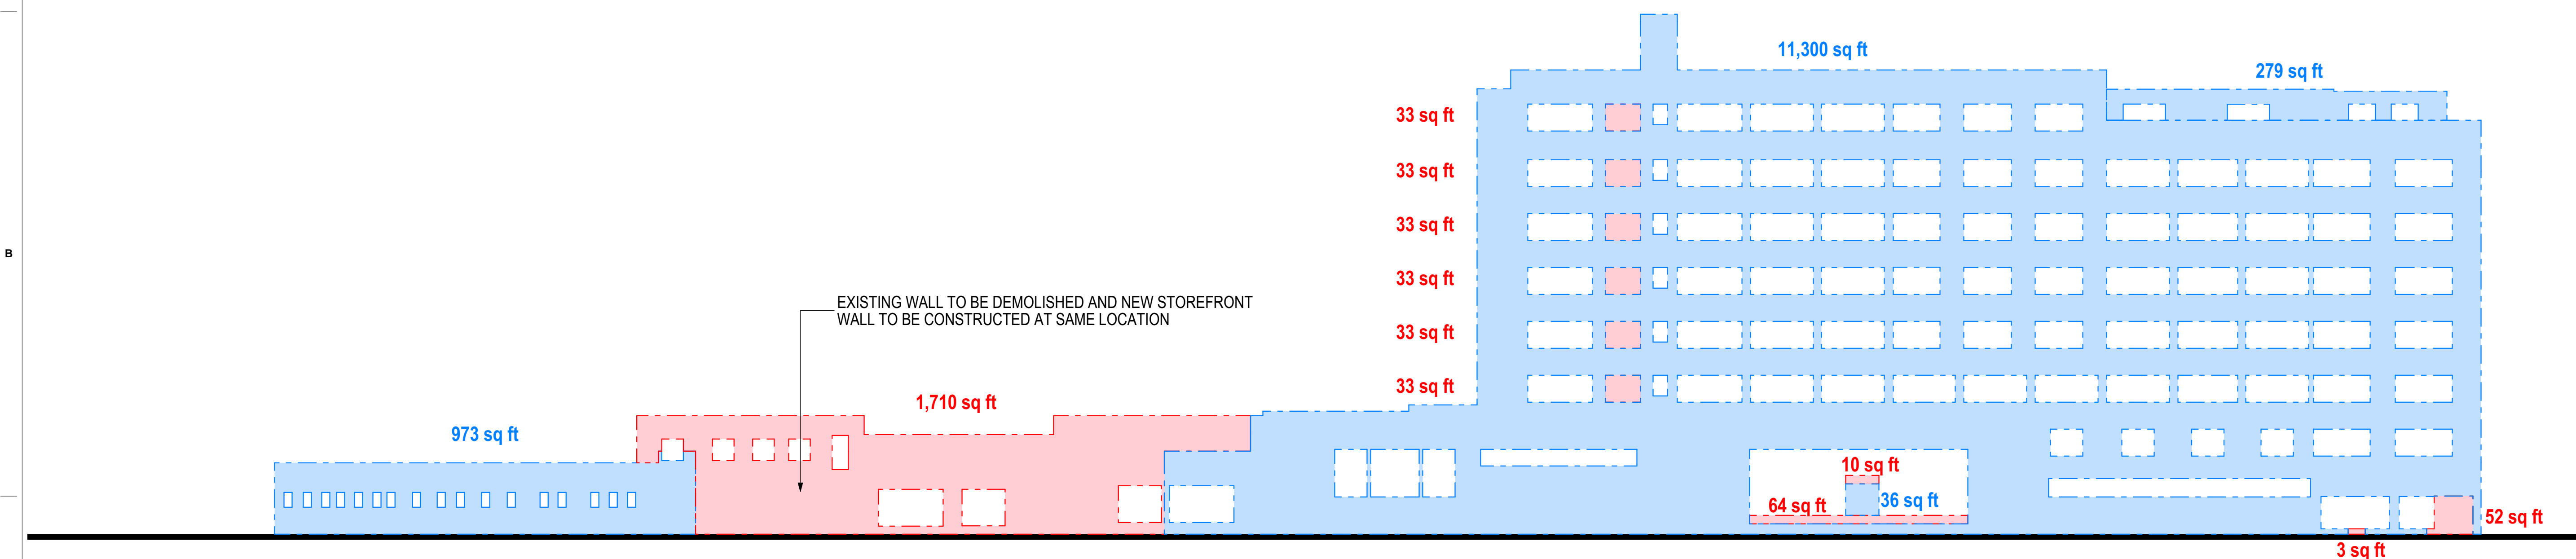 11,300 sq ft
279 sq ft
33 sq ft
33 sq ft
33 sq ft
B
33 sq ft
EXISTING WALL TO BE DEMOLISHED AND NEW STOREFRONT
WALL TO BE CONSTRUCTED AT SAME LOCATION
33 sq ft
33 sq ft
1,710 sq ft
973 sq ft
10 sq ft
36 sq ft
64 sq ft
52 sq ft
3 sq ft